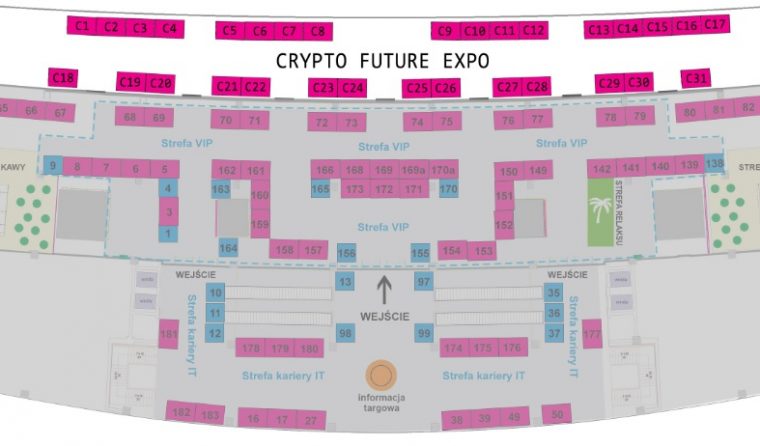 C1 C2 C3 C4 C5 C6 C7 C8 C9 C10 C11 C12 C13 C14 C15 C16 C17
CRYPTO FUTURE EXPO
C18 C19 C20 C21 C22 C23 C24 C25 C26 C27 C28 C29 C30 C31
65 66 67 68 69 70 71 72 73 74 75 76 77 78 79 80 81 82
Strefa VIP Strefa VIP Strefa VIP
KAWY 9 8 7 6 5 162 161 166 168 169 169a 170a 150 149 142 141 140 139 138 STRE
4 163 160 165 173 172 171 170 151
3 159 152 STREFA RELAKSU
1 164 Strefa VIP
158 157 156 155 154 153
WEJŚCIE 13 97 WEJŚCIE
10 35
11 WEJŚCIE 36
181 12 98 99 37 177
Strefa kariery IT Strefa kariery IT
178 179 180 174 175 176
Strefa kariery IT Strefa kariery IT
informacja
targowa
182 183 16 17 27 38 39 49 50